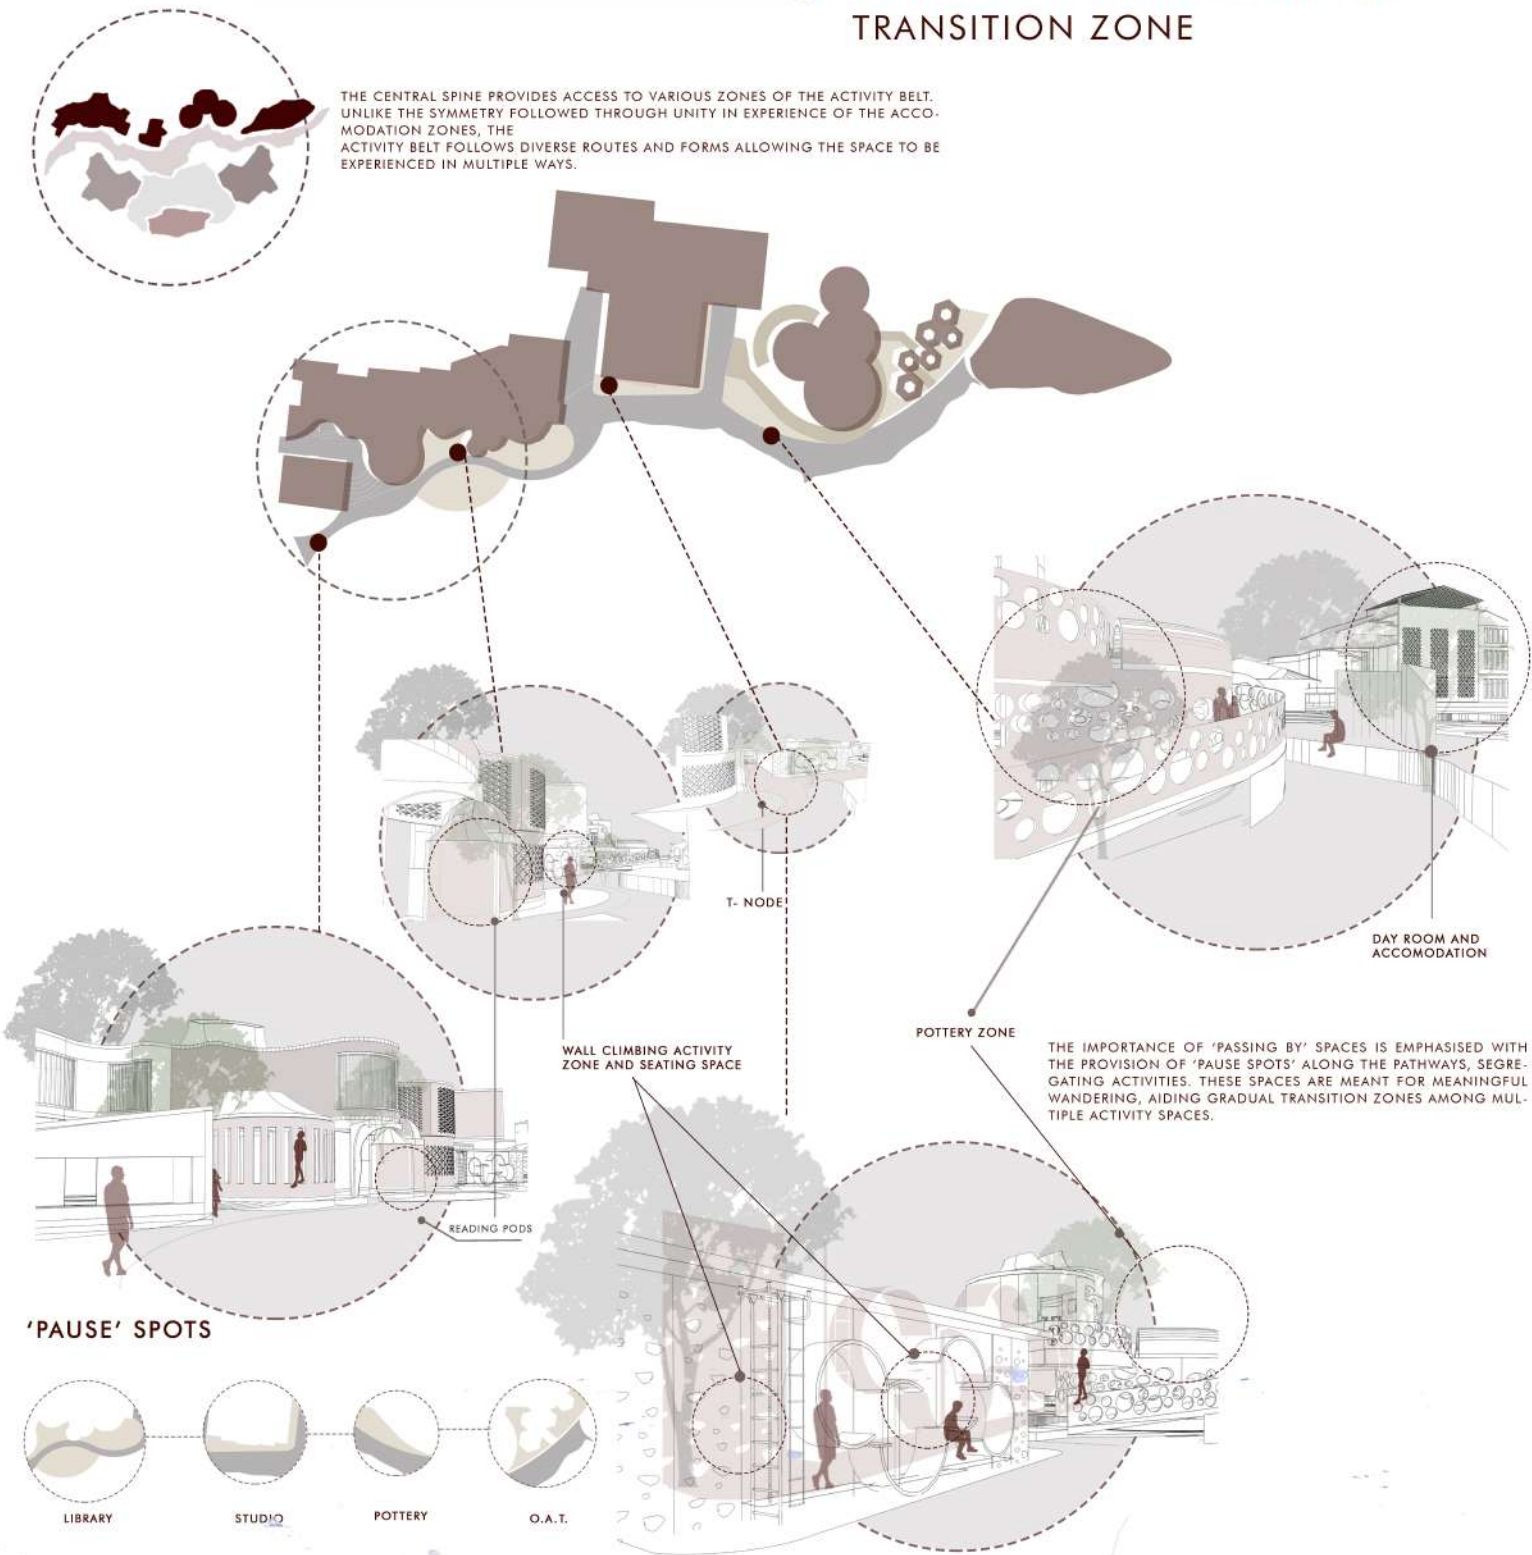 TRANSITION ZONE
THE CENTRAL SPINE PROVIDES ACCESS TO VARIOUS ZONES OF THE ACTIVITY BELT.
UNLIKE THE SYMMETRY FOLLOWED THROUGH UNITY IN EXPERIENCE OF THE ACCO-
MODATION ZONES, THE
ACTIVITY BELT FOLLOWS DIVERSE ROUTES AND FORMS ALLOWING THE SPACE TO BE
EXPERIENCED IN MULTIPLE WAYS.
T- NODE
DAY ROOM AND
ACCOMODATION
POTTERY ZONE
WALL CLIMBING ACTIVITY
ZONE AND SEATING SPACE
THE IMPORTANCE OF ‘PASSING BY’ SPACES IS EMPHASISED WITH
THE PROVISION OF ‘PAUSE SPOTS’ ALONG THE PATHWAYS, SEGRE-
GATING ACTIVITIES. THESE SPACES ARE MEANT FOR MEANINGFUL
WANDERING, AIDING GRADUAL TRANSITION ZONES AMONG MUL-
TIPLE ACTIVITY SPACES.
READING PODS
‘PAUSE’ SPOTS
LIBRARY
STUDIO
POTTERY
O.A.T.